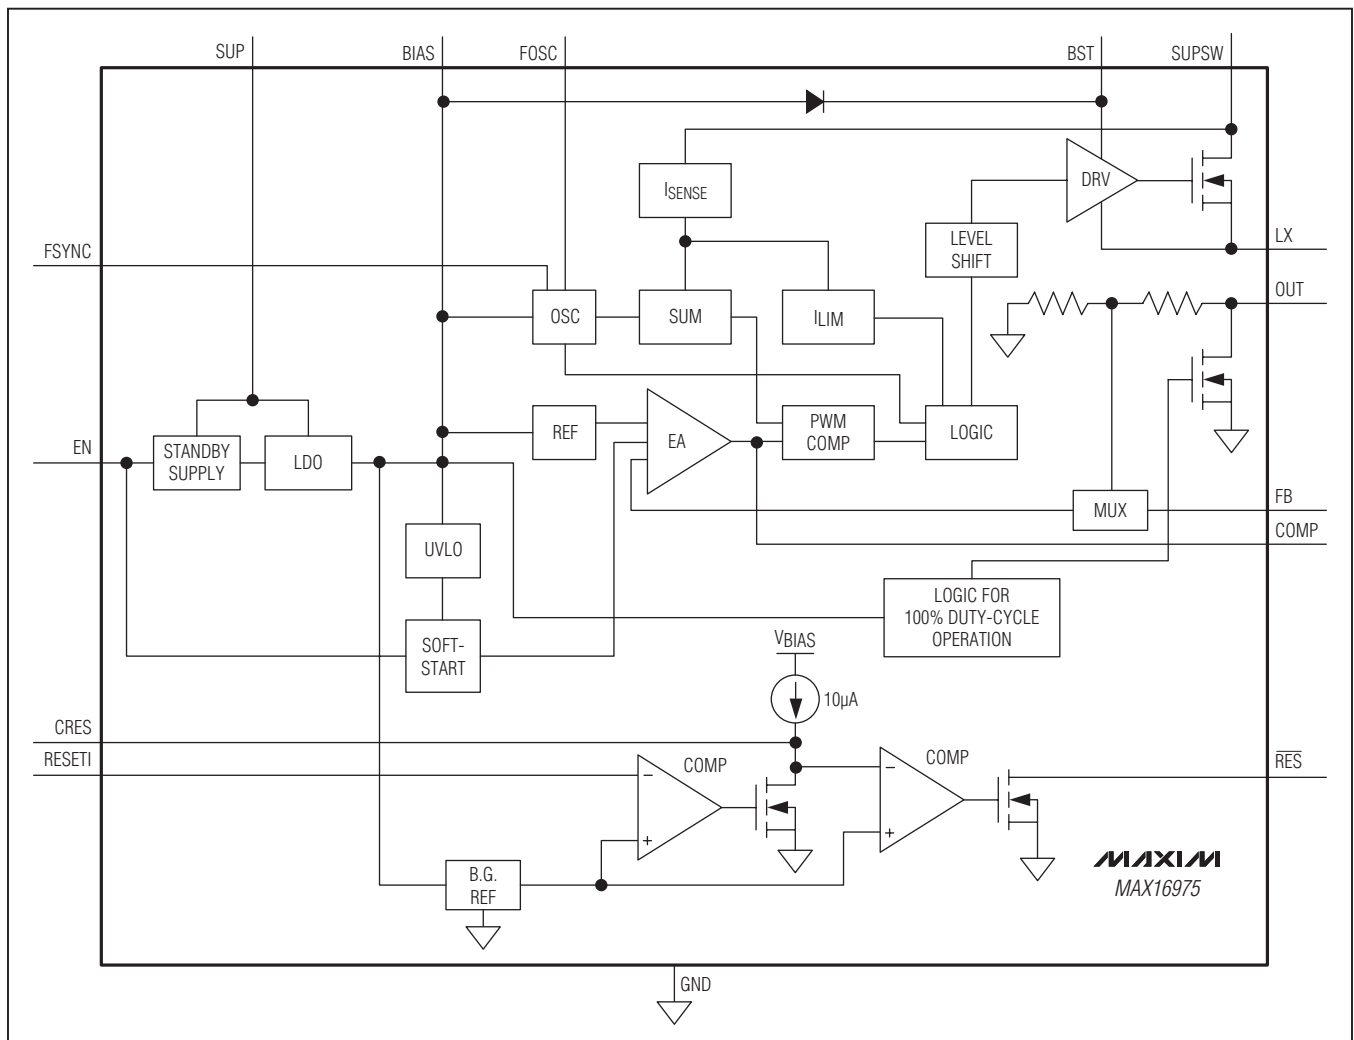 SUP
BIAS
FOSC
BST
SUPSW
ISENSE
DRV
FSYNC
LEVEL
SHIFT
LX
OSC
SUM
ILIM
OUT
EN
STANDBY
SUPPLY
LDO
REF
EA
PWM
COMP
LOGIC
MUX
FB
COMP
UVLO
SOFT-
START
LOGIC FOR
100% DUTY-CYCLE
OPERATION
VBIAS
10µA
CRES
RESETI
COMP
−
+
COMP
−
+
R̅E̅S̅
B.G.
REF
MAXIM
MAX16975
GND